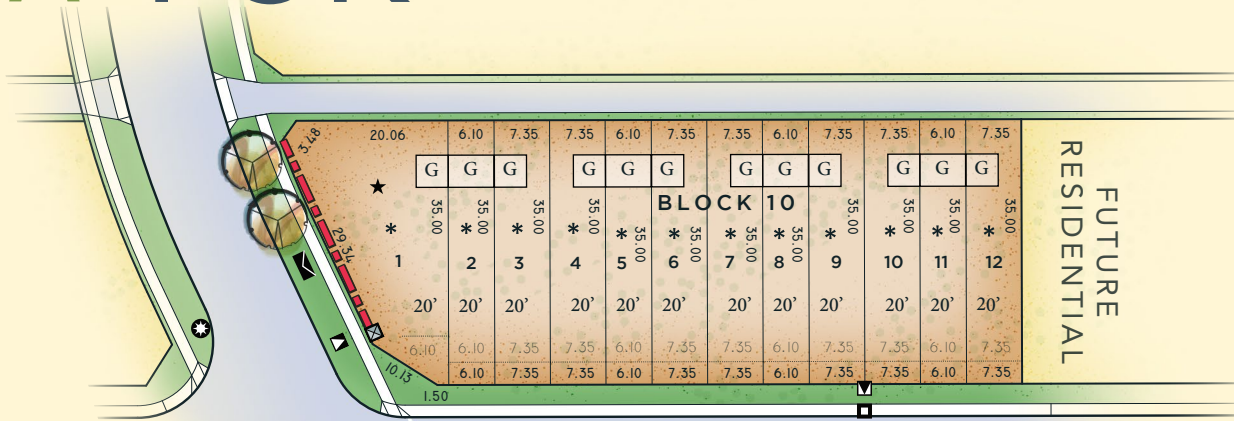 20.06 6.10 7.35 7.35 6.10 7.35 7.35 6.10 7.35 7.35 6.10 7.35
3.48
G G G G G G G G G G G G
BLOCK 10
35.00 35.00 35.00 35.00 35.00 35.00 35.00 35.00 35.00 35.00 35.00 35.00
* * * * * * * * * * * *
29.34
1 2 3 4 5 6 7 8 9 10 11 12
20' 20' 20' 20' 20' 20' 20' 20' 20' 20' 20' 20'
6.10 6.10 7.35 7.35 6.10 7.35 7.35 6.10 7.35 7.35 6.10 7.35
10.13 6.10 7.35 7.35 6.10 7.35 7.35 6.10 7.35 7.35 6.10 7.35
1.50
FUTURE
RESIDENTIAL